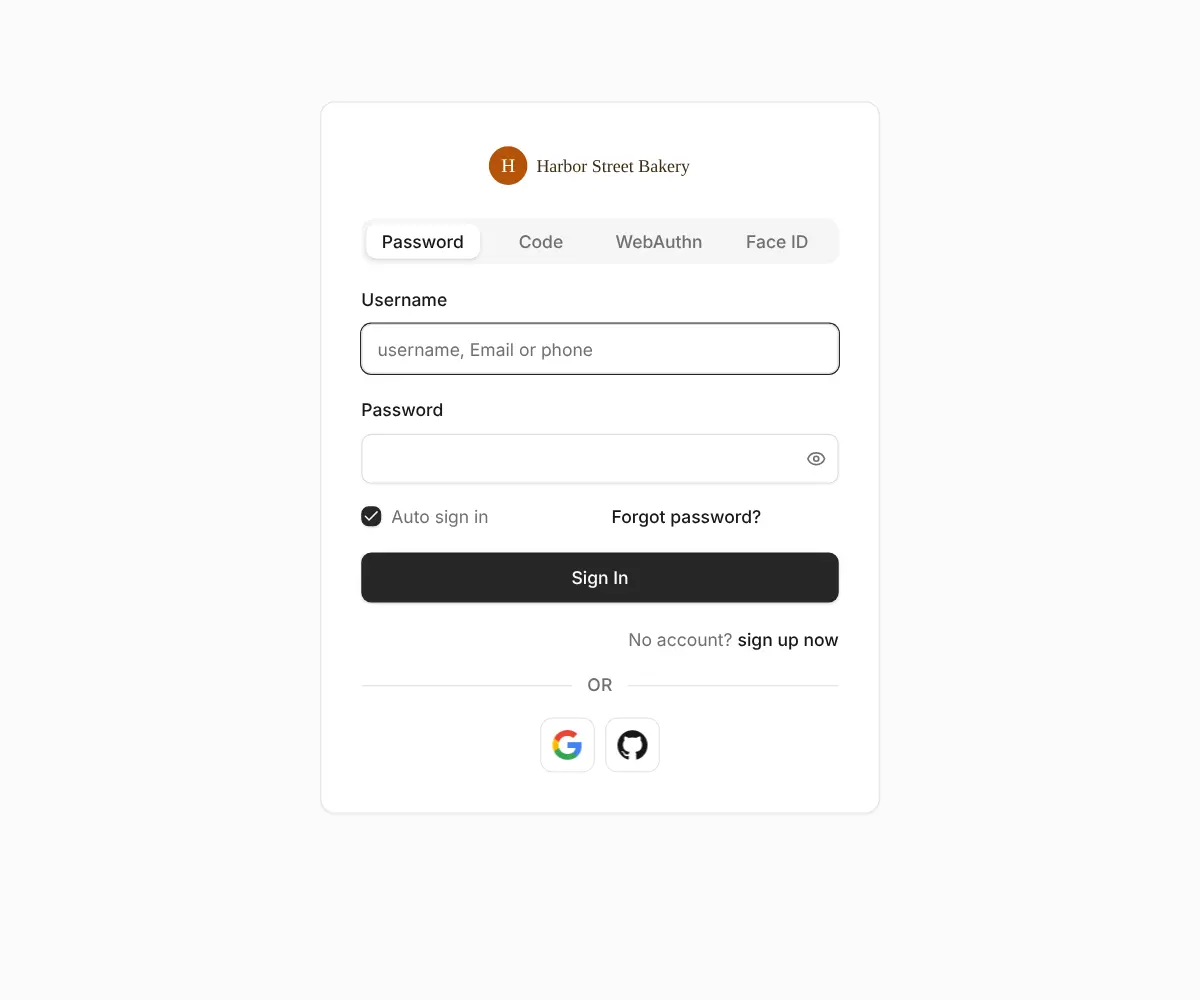 H Harbor Street Bakery
Password Code WebAuthn Face ID
Username
username, Email or phone
Password
Auto sign in Forgot password?
Sign In
No account? sign up now
OR